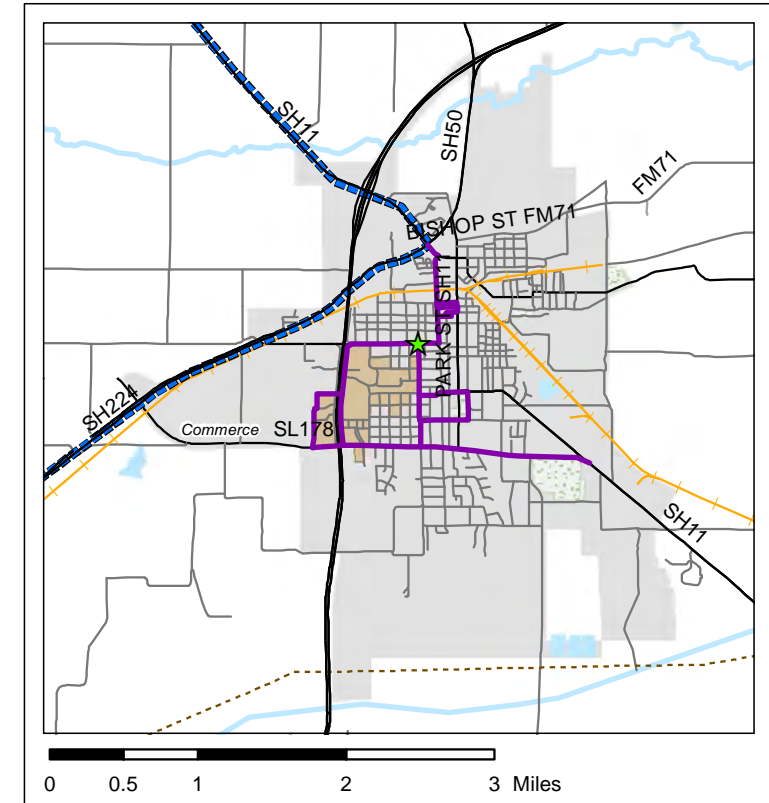 SH11
SH50
FM71
BISHOP ST FM71
PARK ST SH11
SH224
Commerce
SL178
SH11
0 0.5 1 2 3 Miles